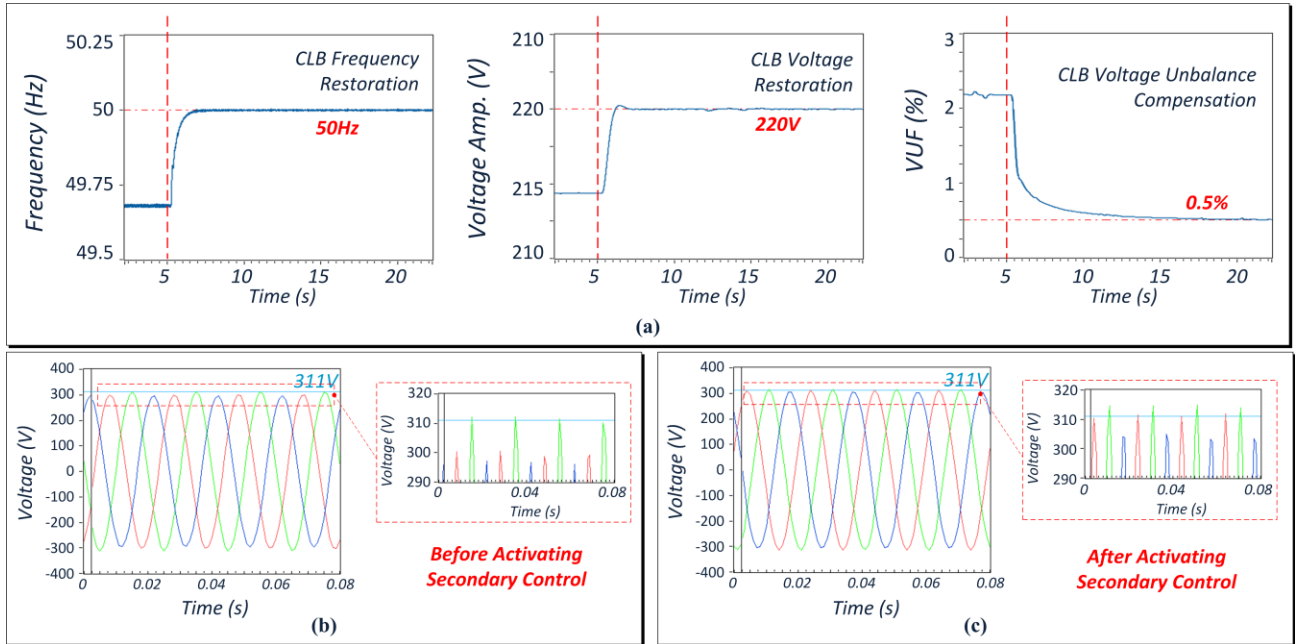 Frequency (Hz)
50.25
50
49.75
49.5
CLB Frequency
Restoration
50Hz
5
10
15
20
Time (s)
Voltage Amp. (V)
210
220
215
210
CLB Voltage
Restoration
220V
5
10
15
20
Time (s)
VUF (%)
3
2
1
0
CLB Voltage Unbalance
Compensation
0.5%
5
10
15
20
Time (s)
(a)
Voltage (V)
400
300
200
100
0
-100
-200
-300
-400
311V
0
0.02
0.04
0.06
0.08
Time (s)
Voltage (V)
320
310
300
290
0
0.04
0.08
Time (s)
Before Activating
Secondary Control
(b)
Voltage (V)
400
300
200
100
0
-100
-200
-300
-400
311V
0
0.02
0.04
0.06
0.08
Time (s)
Voltage (V)
320
310
300
290
0
0.04
0.08
Time (s)
After Activating
Secondary Control
(c)